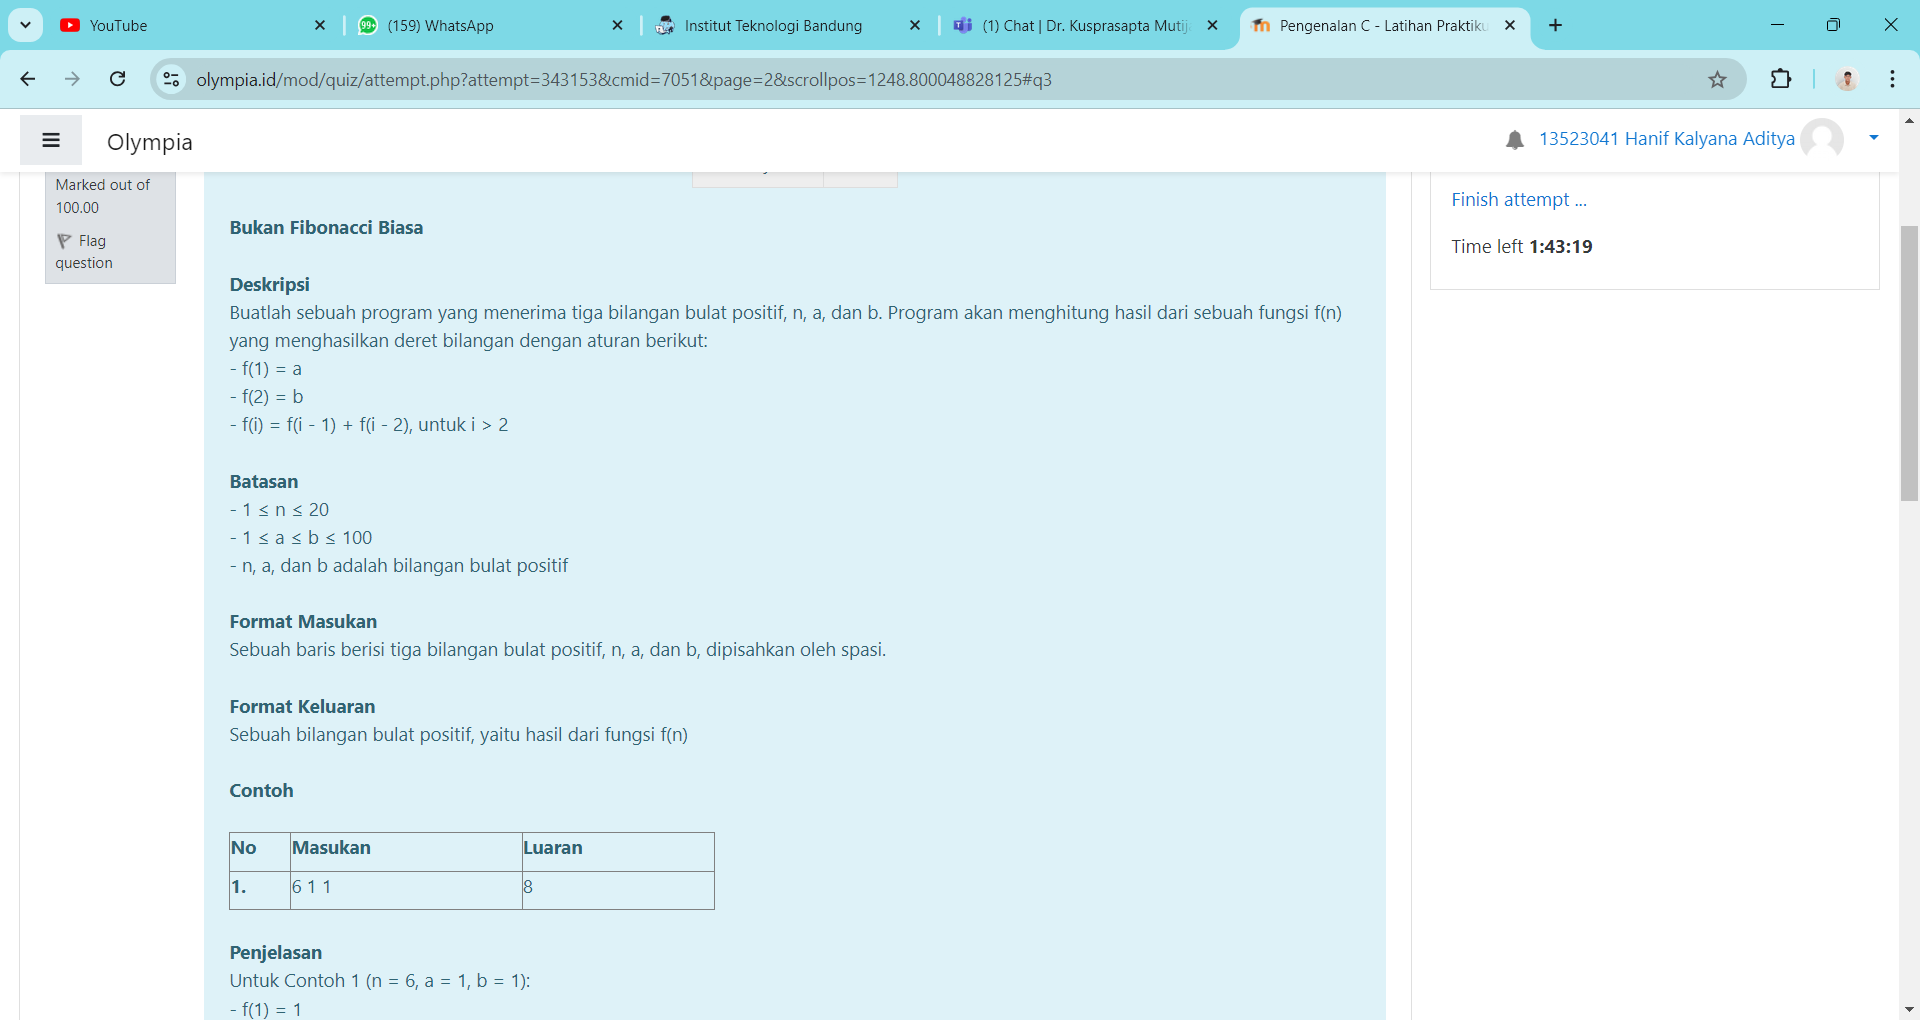 YouTube
99+
(159) WhatsApp
Institut Teknologi Bandung
(1) Chat | Dr. Kusprasapta Mutij
Pengenalan C - Latihan Praktiku
olympia.id/mod/quiz/attempt.php?attempt=343153&cmid=7051&page=2&scrollpos=1248.800048828125#q3
Olympia
13523041 Hanif Kalyana Aditya
Marked out of
100.00
Flag
question
Finish attempt ...
Time left 1:43:19
Bukan Fibonacci Biasa
Deskripsi
Buatlah sebuah program yang menerima tiga bilangan bulat positif, n, a, dan b. Program akan menghitung hasil dari sebuah fungsi f(n)
yang menghasilkan deret bilangan dengan aturan berikut:
- f(1) = a
- f(2) = b
- f(i) = f(i - 1) + f(i - 2), untuk i > 2
Batasan
- 1 ≤ n ≤ 20
- 1 ≤ a ≤ b ≤ 100
- n, a, dan b adalah bilangan bulat positif
Format Masukan
Sebuah baris berisi tiga bilangan bulat positif, n, a, dan b, dipisahkan oleh spasi.
Format Keluaran
Sebuah bilangan bulat positif, yaitu hasil dari fungsi f(n)
Contoh
No Masukan Luaran
1. 6 1 1 8
Penjelasan
Untuk Contoh 1 (n = 6, a = 1, b = 1):
- f(1) = 1